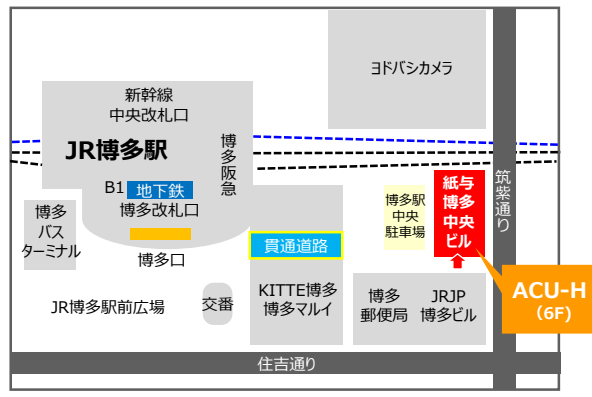 ヨドバシカメラ
新幹線
中央改札口
JR博多駅
博多阪急
B1
地下鉄
博多改札口
博多
バス
ターミナル
博多口
貫通道路
博多駅
中央
駐車場
紙与
博多
中央
ビル
筑紫通り
JR博多駅前広場
交番
KITTE博多
博多マルイ
博多
郵便局
JRJP
博多ビル
ACU-H
（6F）
住吉通り